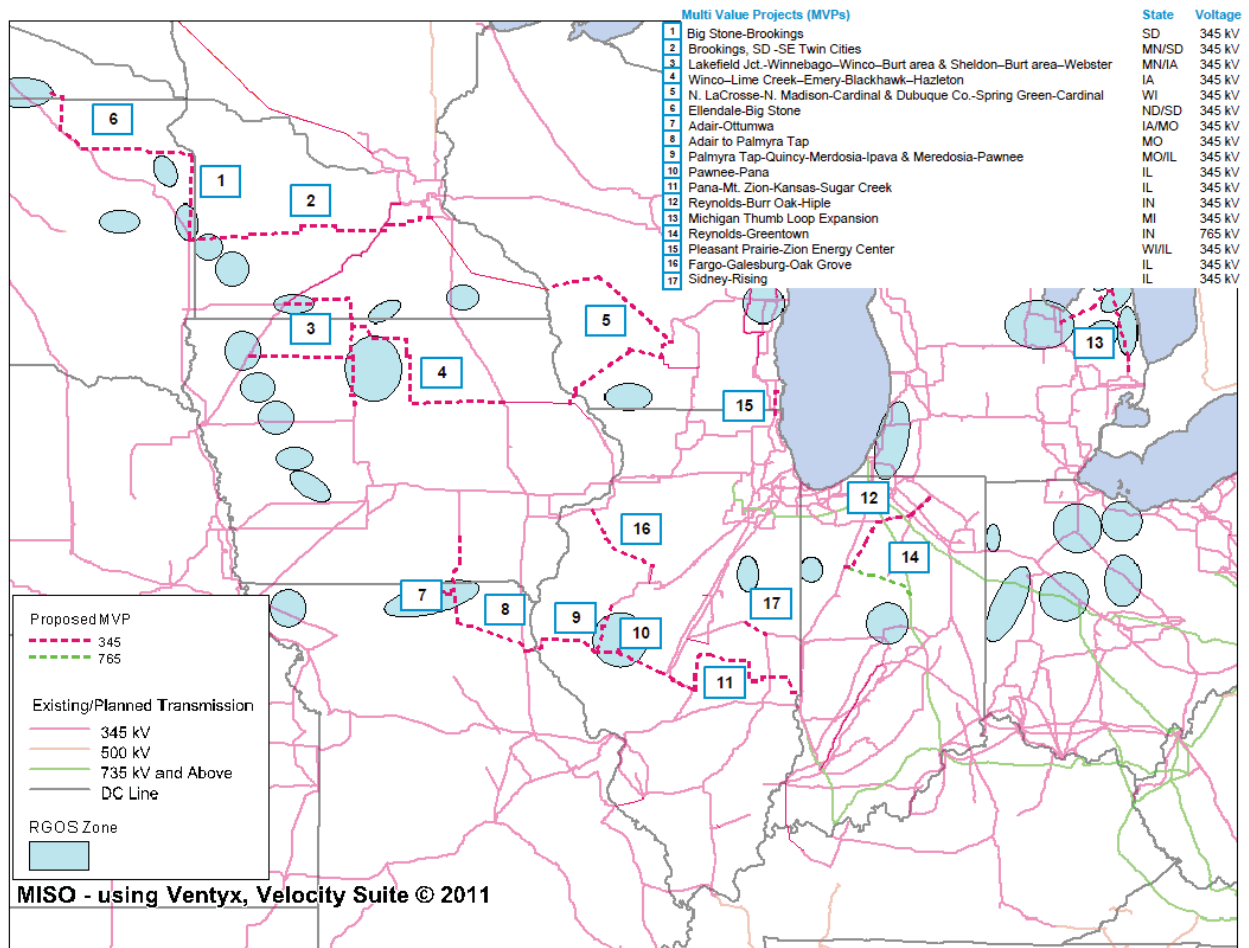 Multi Value Projects (MVPs) State Voltage
1 Big Stone-Brookings SD 345 kV
2 Brookings, SD -SE Twin Cities MN/SD 345 kV
3 Lakefield Jct.-Winnebago–Winco–Burt area & Sheldon–Burt area–Webster MN/IA 345 kV
4 Winco–Lime Creek–Emery-Blackhawk–Hazleton IA 345 kV
5 N. LaCrosse-N. Madison-Cardinal & Dubuque Co.-Spring Green-Cardinal WI 345 kV
6 Ellendale-Big Stone ND/SD 345 kV
7 Adair-Ottumwa IA/MO 345 kV
8 Adair to Palmyra Tap MO 345 kV
9 Palmyra Tap-Quincy-Merdosia-Ipava & Meredosia-Pawnee MO/IL 345 kV
10 Pawnee-Pana IL 345 kV
11 Pana-Mt. Zion-Kansas-Sugar Creek IL 345 kV
12 Reynolds-Burr Oak-Hiple IN 345 kV
13 Michigan Thumb Loop Expansion MI 345 kV
14 Reynolds-Greentown IN 765 kV
15 Pleasant Prairie-Zion Energy Center WI/IL 345 kV
16 Fargo-Galesburg-Oak Grove IL 345 kV
17 Sidney-Rising IL 345 kV
6
1
2
3
5
13
4
15
12
16
14
7
8
9
10
17
11
Proposed MVP
345
765
Existing/Planned Transmission
345 kV
500 kV
735 kV and Above
DC Line
RGOS Zone
MISO - using Ventyx, Velocity Suite © 2011